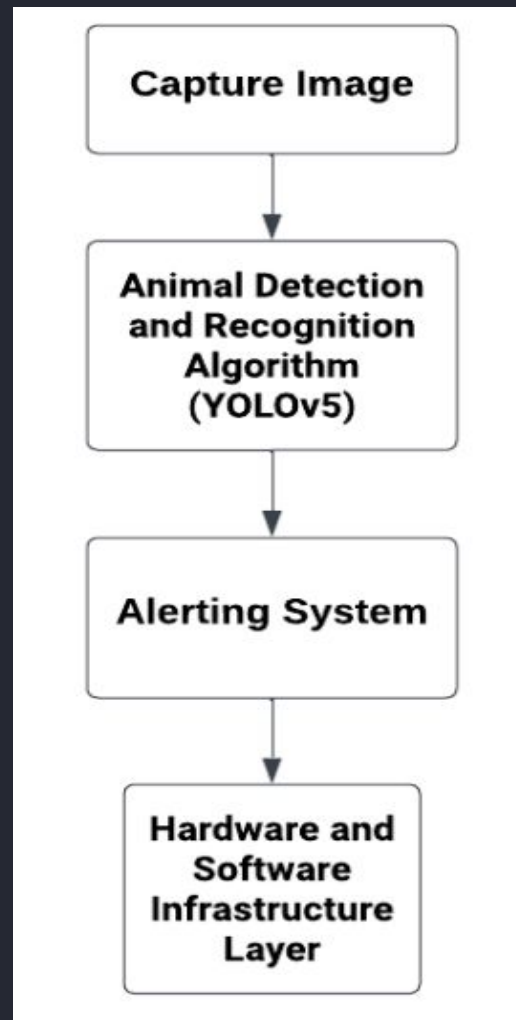 Capture Image
Animal Detection
and Recognition
Algorithm
(YOLOv5)
Alerting System
Hardware and
Software
Infrastructure
Layer